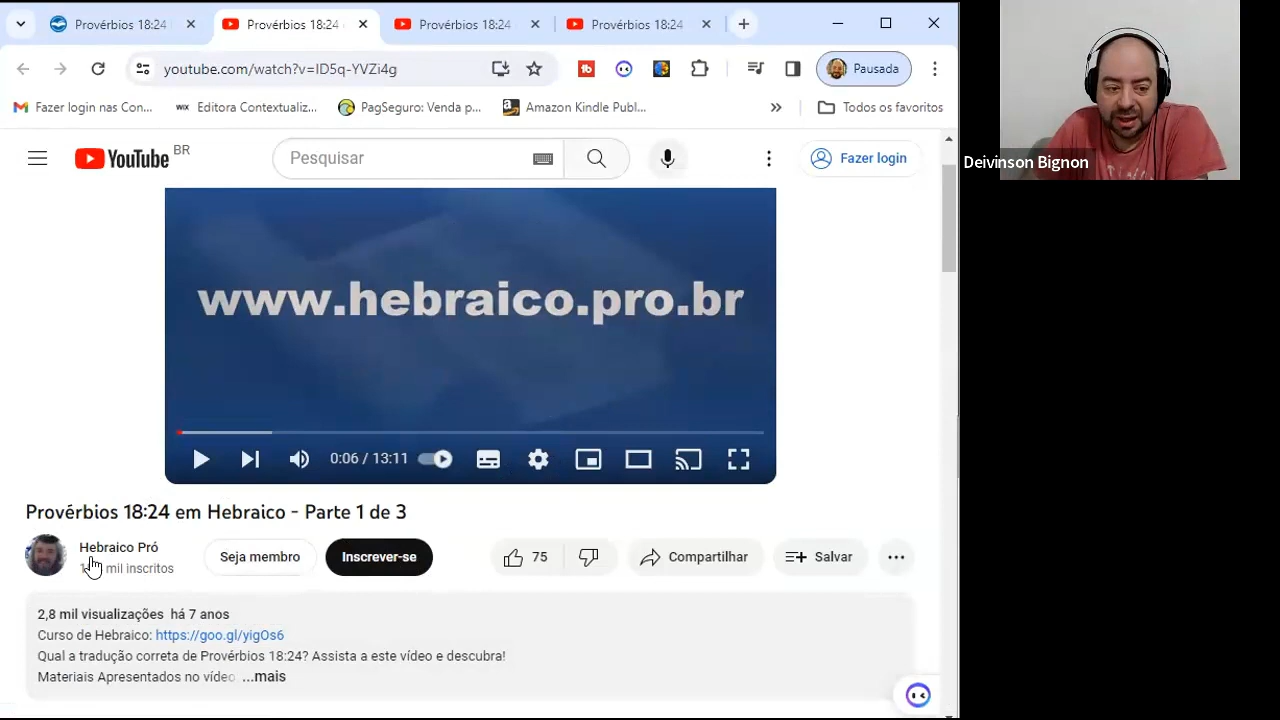 Provérbios 18:24
Provérbios 18:24
Provérbios 18:24
Provérbios 18:24
youtube.com/watch?v=ID5q-YVZi4g
Pausada
Fazer login nas Con...
WIX Editora Contextualiz...
PagSeguro: Venda p...
Amazon Kindle Publ...
Todos os favoritos
YouTube BR
Pesquisar
Fazer login
Deivinson Bignon
www.hebraico.pro.br
0:06 / 13:11
Provérbios 18:24 em Hebraico - Parte 1 de 3
Hebraico Pró
mil inscritos
Seja membro
Inscrever-se
75
Compartilhar
Salvar
2,8 mil visualizações há 7 anos
Curso de Hebraico: https://goo.gl/yigOs6
Qual a tradução correta de Provérbios 18:24? Assista a este vídeo e descubra!
Materiais Apresentados no vídeo ...mais